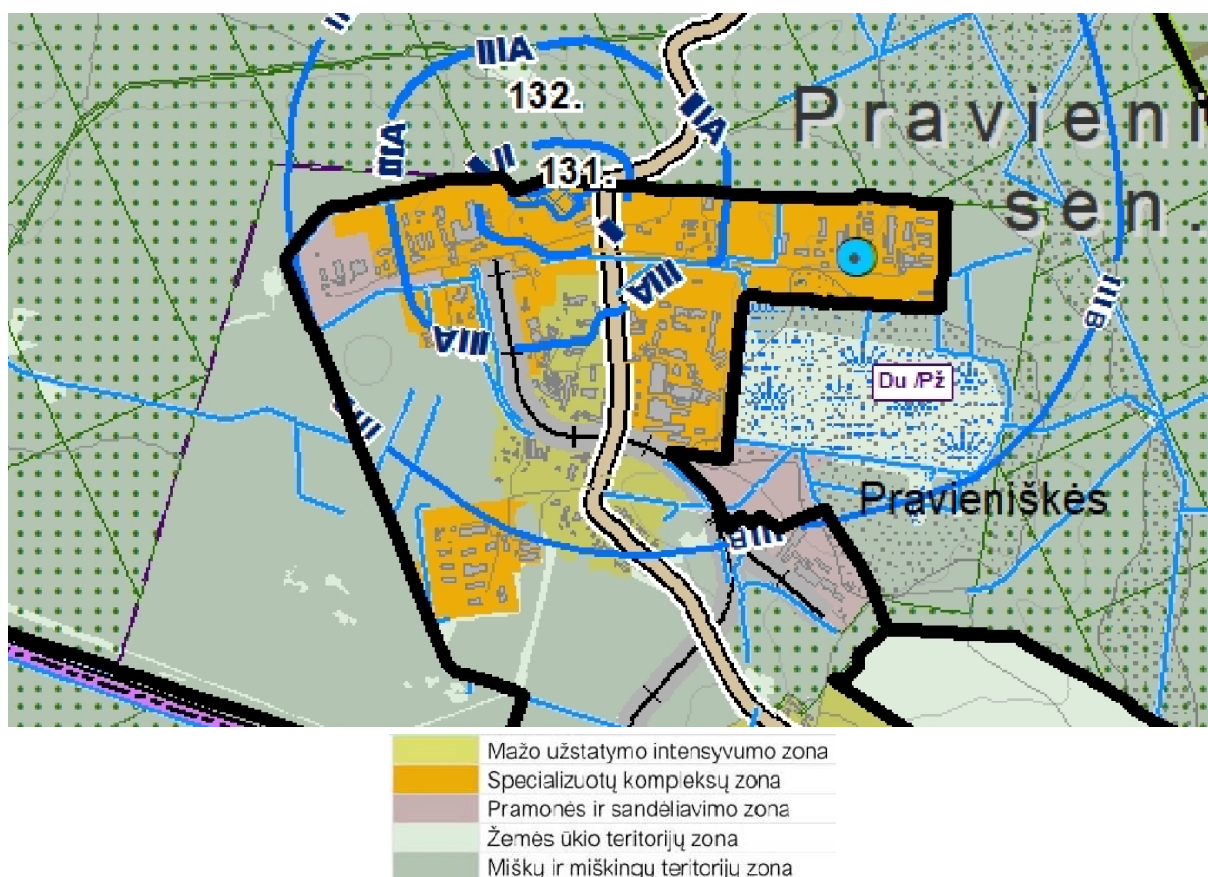 IIIA
132.
IIA
Pravieni
IIIA
II
131.
sen.
I
IIIA
IIIB
IIIA
Du /Pž
Pravieniškės
IIIB
Mažo užstatymo intensyvumo zona
Specializuotų kompleksų zona
Pramonės ir sandėliavimo zona
Žemės ūkio teritorijų zona
Miškų ir miškingų teritorijų zona